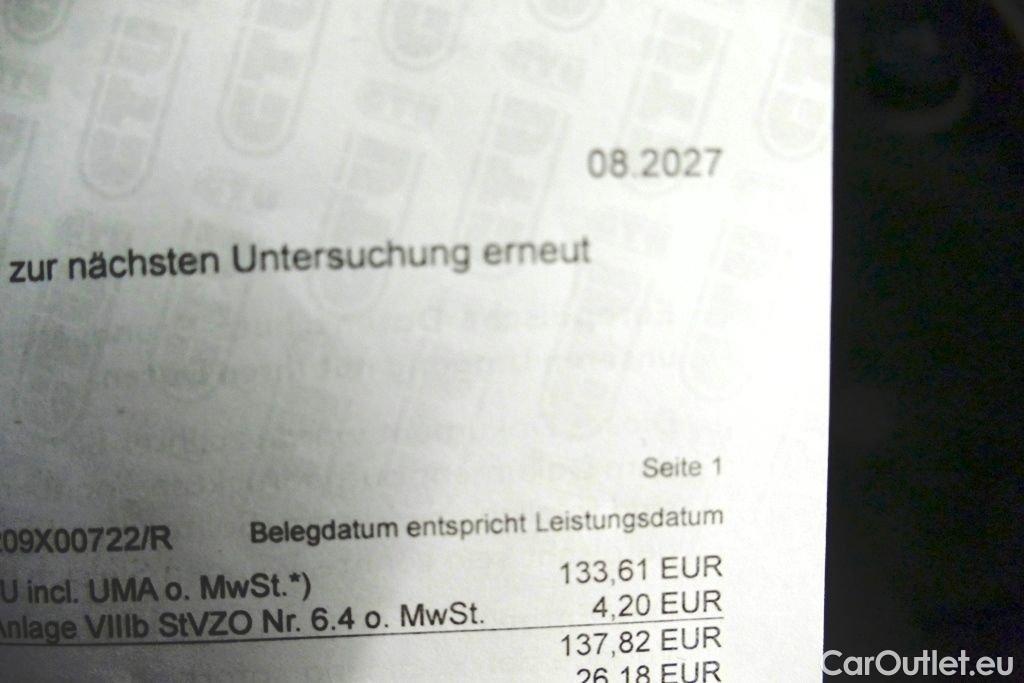 08.2027
zur nächsten Untersuchung erneut
Seite 1
09X00722/R Belegdatum entspricht Leistungsdatum
U incl. UMA o. MwSt.*) 133,61 EUR
Anlage VIIIb StVZO Nr. 6.4 o. MwSt. 4,20 EUR
137,82 EUR
26,18 EUR
CarOutlet.eu